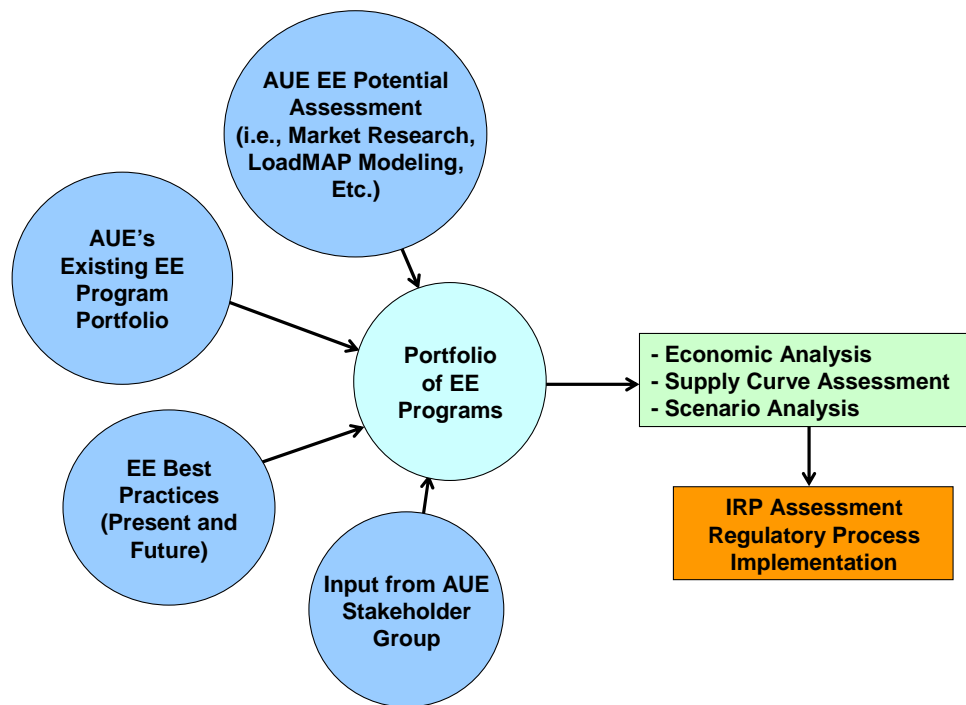 AUE EE Potential
Assessment
(i.e., Market Research,
LoadMAP Modeling,
Etc.)
AUE’s
Existing EE
Program
Portfolio
Portfolio
of EE
Programs
- Economic Analysis
- Supply Curve Assessment
- Scenario Analysis
EE Best
Practices
(Present and
Future)
IRP Assessment
Regulatory Process
Implementation
Input from AUE
Stakeholder
Group